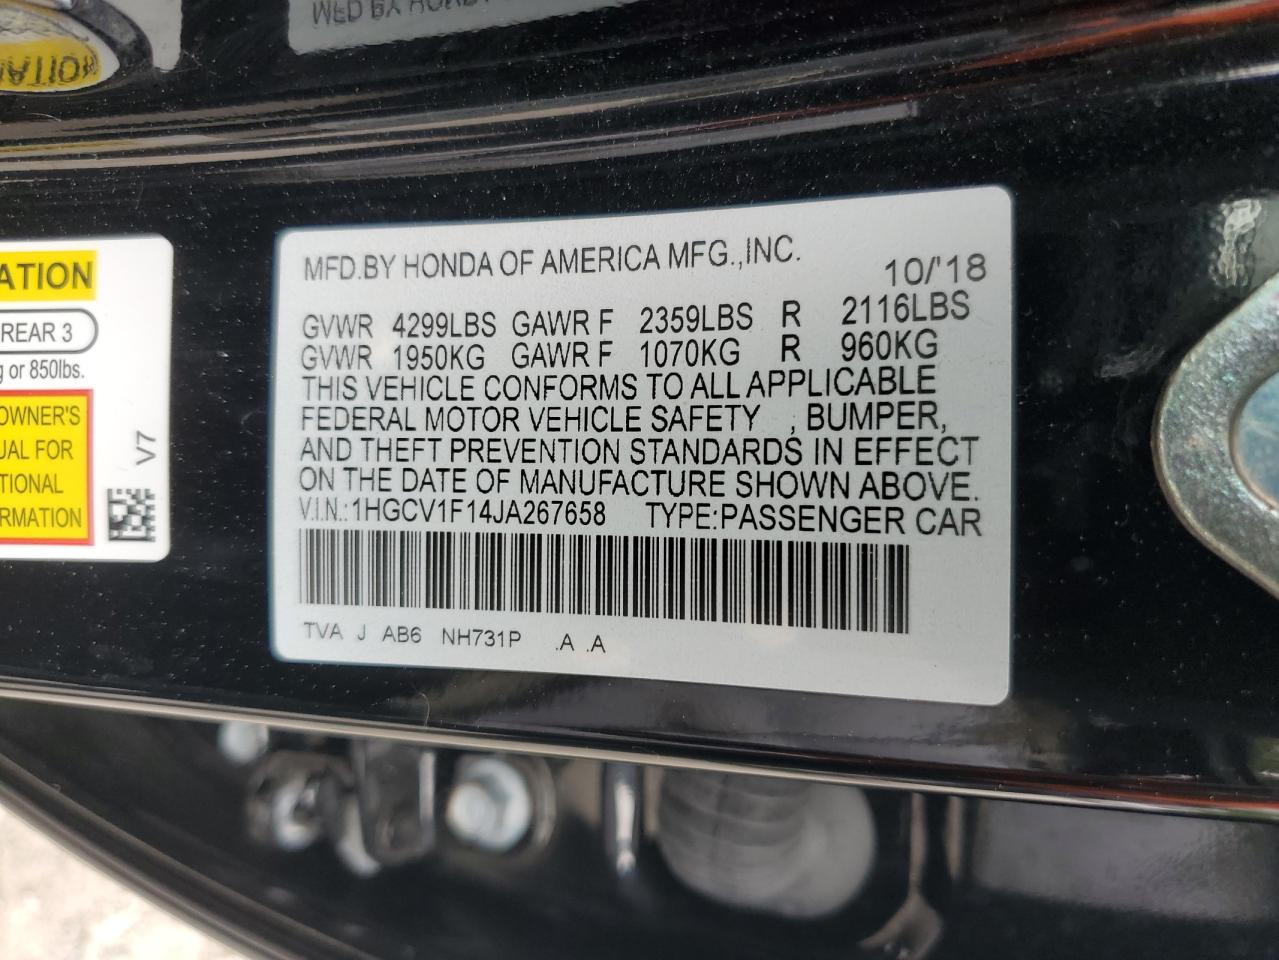 MFD.BY HONDA OF AMERICA MFG.,INC.
10/'18
GVWR 4299LBS GAWR F 2359LBS R 2116LBS
GVWR 1950KG GAWR F 1070KG R 960KG
THIS VEHICLE CONFORMS TO ALL APPLICABLE
FEDERAL MOTOR VEHICLE SAFETY , BUMPER,
AND THEFT PREVENTION STANDARDS IN EFFECT
ON THE DATE OF MANUFACTURE SHOWN ABOVE.
V.I.N.:1HGCV1F14JA267658 TYPE:PASSENGER CAR
TVA J AB6 NH731P .A .A
ATION
REAR 3
g or 850lbs.
OWNER'S
UAL FOR
TIONAL
RMATION
V7